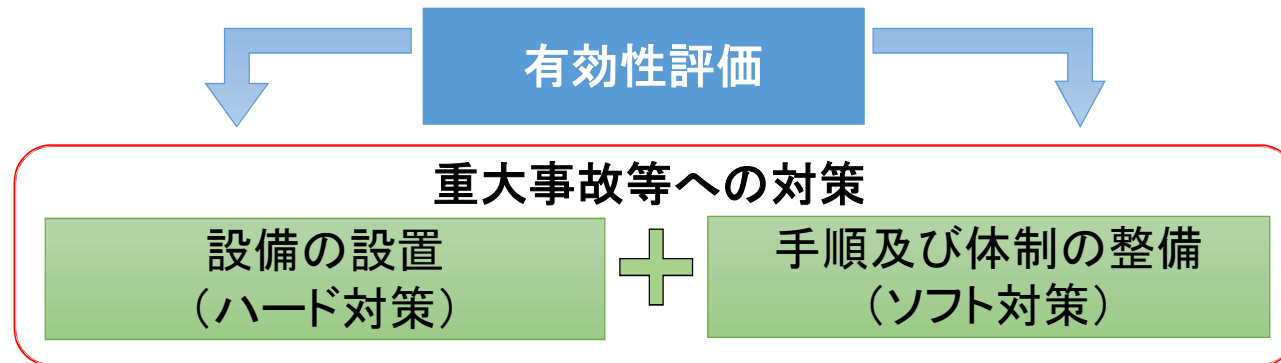 有効性評価
重大事故等への対策
設備の設置
(ハード対策)
手順及び体制の整備
(ソフト対策)